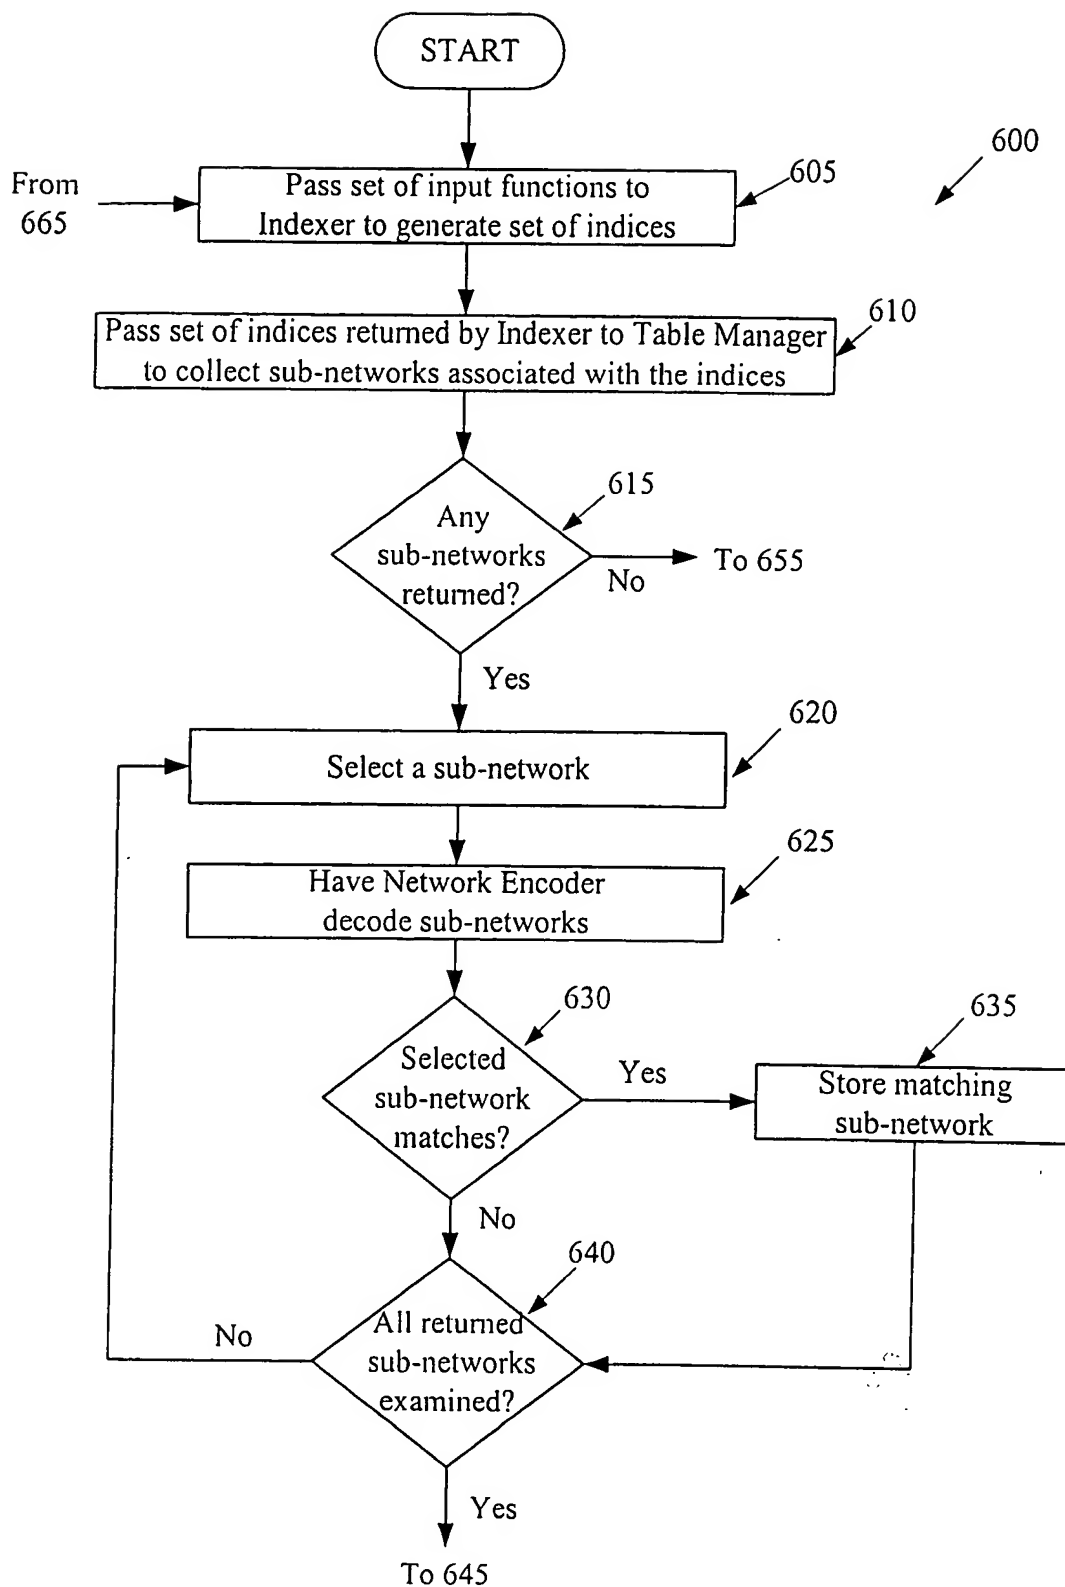 START
600
From
665
605
Pass set of input functions to
Indexer to generate set of indices
610
Pass set of indices returned by Indexer to Table Manager
to collect sub-networks associated with the indices
615
Any
sub-networks
returned?
No
To 655
Yes
620
Select a sub-network
625
Have Network Encoder
decode sub-networks
630
Selected
sub-network
matches?
Yes
635
Store matching
sub-network
No
640
All returned
sub-networks
examined?
No
Yes
To 645